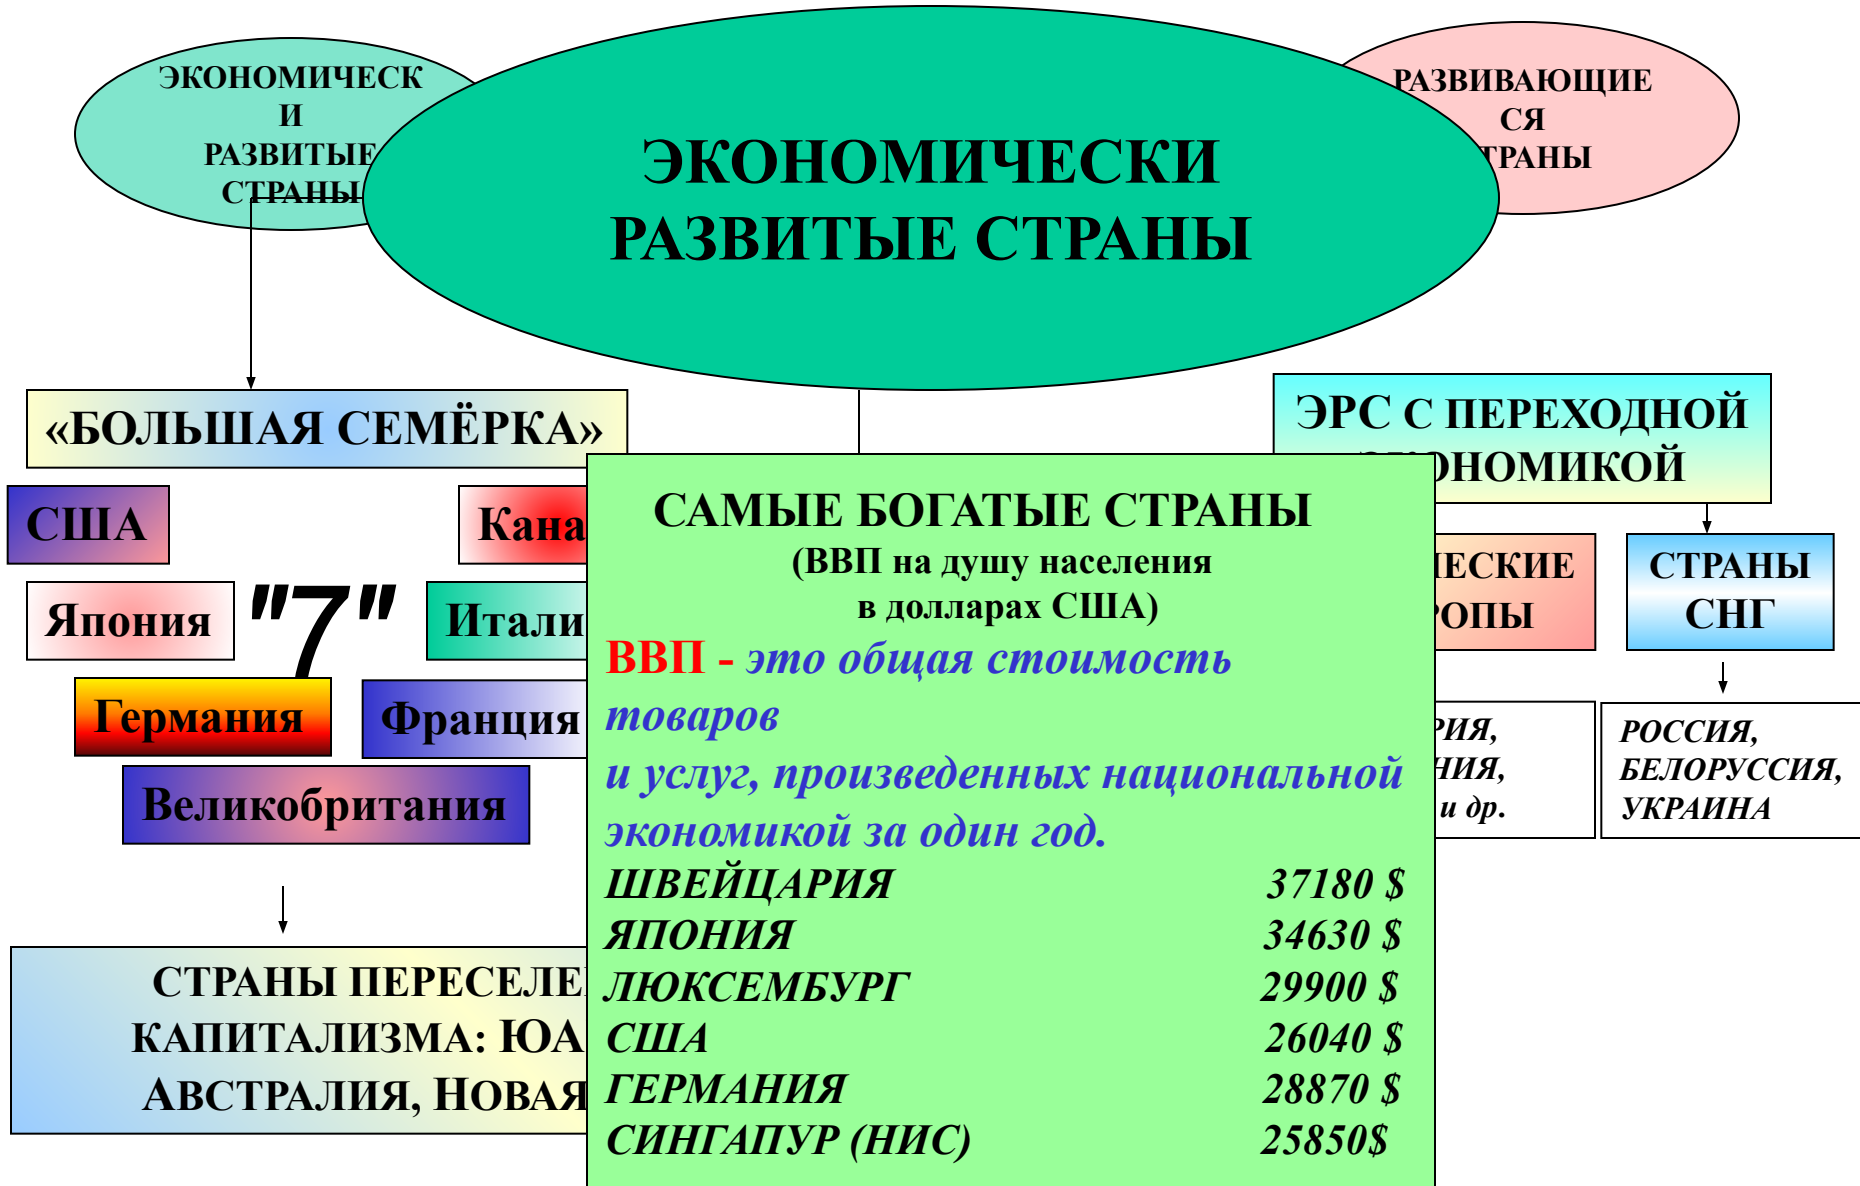 ЭКОНОМИЧЕСК
И
РАЗВИТЫЕ
СТРАНЫ
ЭКОНОМИЧЕСКИ
РАЗВИТЫЕ СТРАНЫ
РАЗВИВАЮЩИЕ
СЯ
ТРАНЫ
«БОЛЬШАЯ СЕМЁРКА»
США
Кана
Япония
"7"
Итали
Германия
Франция
Великобритания
СТРАНЫ ПЕРЕСЕЛЕ
КАПИТАЛИЗМА: ЮА
АВСТРАЛИЯ, НОВАЯ
САМЫЕ БОГАТЫЕ СТРАНЫ
(ВВП на душу населения
в долларах США)
ВВП - это общая стоимость
товаров
и услуг, произведенных национальной
экономикой за один год.
ШВЕЙЦАРИЯ 37180 $
ЯПОНИЯ 34630 $
ЛЮКСЕМБУРГ 29900 $
США 26040 $
ГЕРМАНИЯ 28870 $
СИНГАПУР (НИС) 25850$
ЭРС С ПЕРЕХОДНОЙ
ЭКОНОМИКОЙ
ЕСКИЕ
РОПЫ
СТРАНЫ
СНГ
РИЯ,
НИЯ,
и др.
РОССИЯ,
БЕЛОРУССИЯ,
УКРАИНА